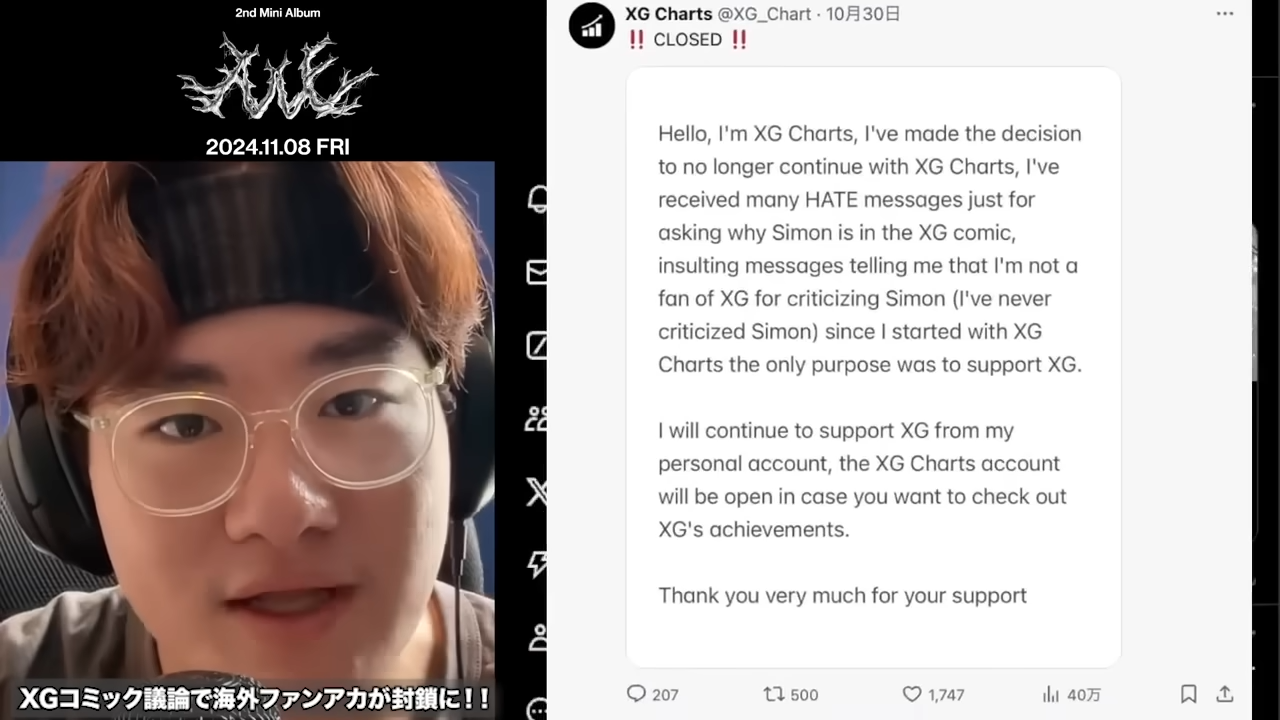 2nd Mini Album
AWE
2024.11.08 FRI
XGコミック議論で海外ファンアカが封鎖に!!
XG Charts @XG_Chart · 10月30日
‼️ CLOSED ‼️
Hello, I'm XG Charts, I've made the decision
to no longer continue with XG Charts, I've
received many HATE messages just for
asking why Simon is in the XG comic,
insulting messages telling me that I'm not a
fan of XG for criticizing Simon (I've never
criticized Simon) since I started with XG
Charts the only purpose was to support XG.
I will continue to support XG from my
personal account, the XG Charts account
will be open in case you want to check out
XG's achievements.
Thank you very much for your support
207 500 1,747 40万